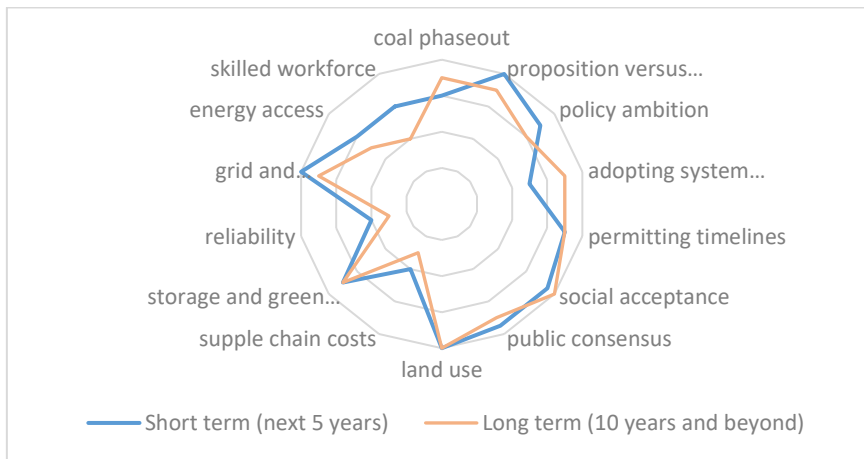 coal phaseout
skilled workforce
proposition versus...
energy access
policy ambition
grid and...
adopting system...
reliability
permitting timelines
storage and green...
social acceptance
supple chain costs
public consensus
land use
Short term (next 5 years)
Long term (10 years and beyond)